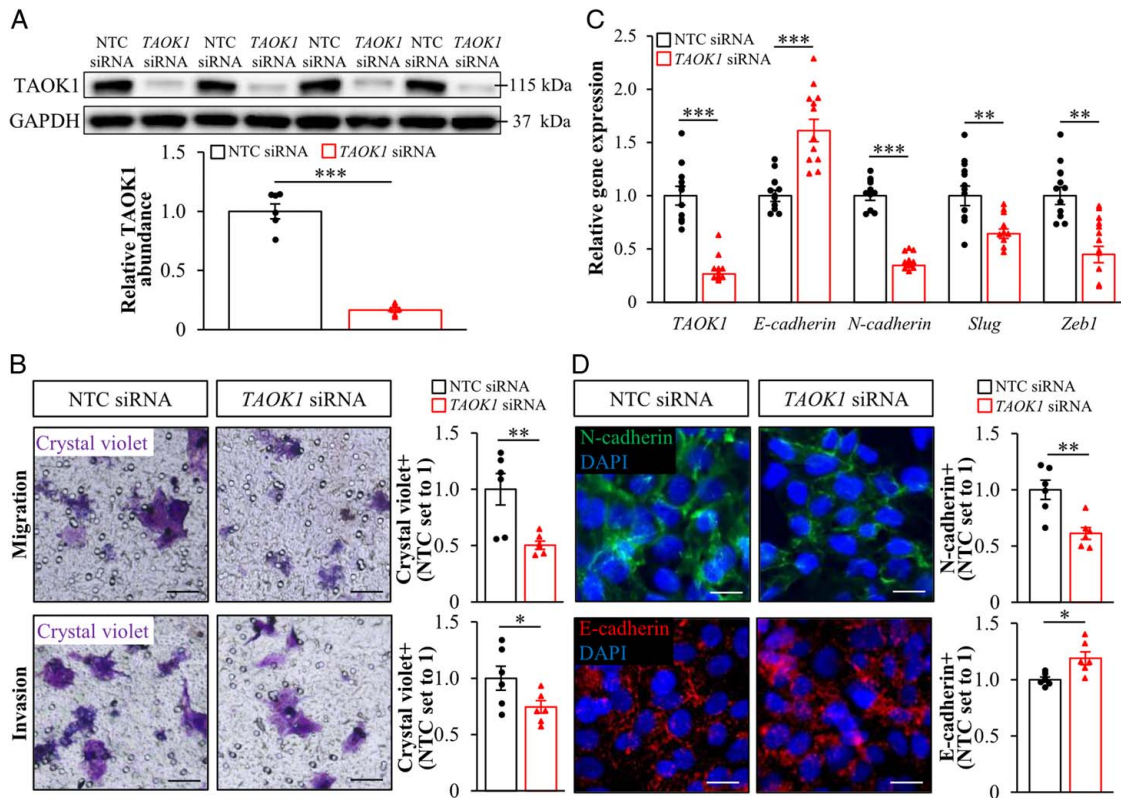 A
NTC siRNA TAOK1 siRNA NTC siRNA TAOK1 siRNA NTC siRNA TAOK1 siRNA NTC siRNA TAOK1 siRNA
TAOK1 115 kDa
GAPDH 37 kDa
NTC siRNA TAOK1 siRNA
Relative TAOK1 abundance
1.5
1.0
0.5
0
***
C
NTC siRNA
TAOK1 siRNA
Relative gene expression
2.5
2.0
1.5
1.0
0.5
0
*** *** *** ** **
TAOK1 E-cadherin N-cadherin Slug Zeb1
B
NTC siRNA TAOK1 siRNA
NTC siRNA
TAOK1 siRNA
Migration
Crystal violet
Crystal violet+
(NTC set to 1)
1.5
1.0
0.5
0
**
Invasion
Crystal violet
Crystal violet+
(NTC set to 1)
1.5
1.0
0.5
0
*
D
NTC siRNA TAOK1 siRNA
NTC siRNA
TAOK1 siRNA
N-cadherin
DAPI
N-cadherin+
(NTC set to 1)
1.5
1.0
0.5
0
**
E-cadherin
DAPI
E-cadherin+
(NTC set to 1)
1.5
1.0
0.5
0
*